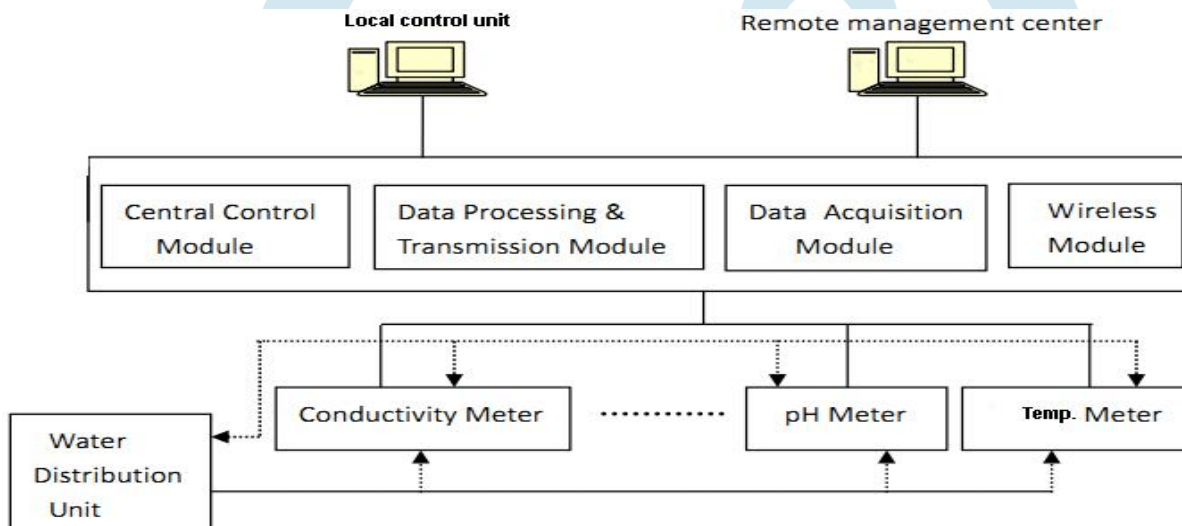 Local control unit
Remote management center
Central Control
Module
Data Processing &
Transmission Module
Data Acquisition
Module
Wireless
Module
Conductivity Meter
pH Meter
Temp. Meter
Water
Distribution
Unit